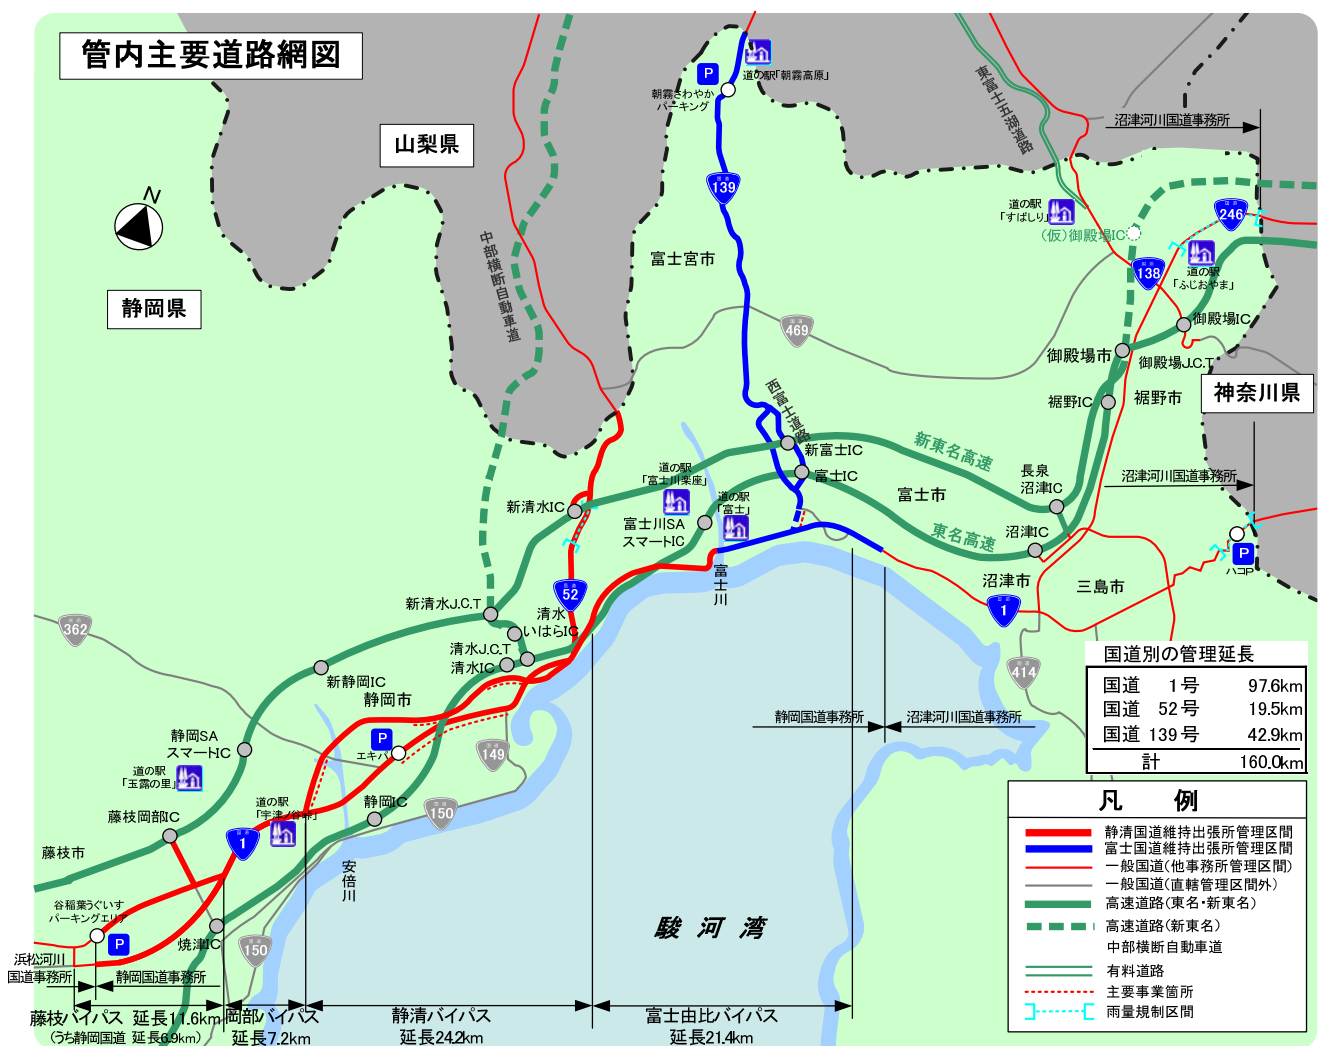 管内主要道路網図
山梨県
静岡県
神奈川県
N
P
道の駅「朝霧高原」
朝霧さわやか
パーキング
国道
139
東富士五湖道路
沼津河川国道事務所
道の駅
「すばしり」
(仮)御殿場IC
国道
246
国道
138
道の駅
「ふじおやま」
中部横断自動車道
富士宮市
国道
469
御殿場IC
御殿場市
御殿場J.C.T
裾野IC
裾野市
西富士道路
新富士IC
新東名高速
富士IC
富士市
長泉
沼津IC
沼津河川国道事務所
東名高速
沼津IC
沼津市
三島市
P
ハコP
国道
1
道の駅
「富士川楽座」
道の駅
「富士」
新清水IC
富士川SA
スマートIC
富士川
国道
52
国道
362
新清水J.C.T
清水
いはらIC
清水J.C.T
清水IC
新静岡IC
静岡市
国道
414
静岡SA
スマートIC
P
エキパ
国道
149
道の駅
「玉露の里」
道の駅
「宇津ノ谷峠」
静岡IC
国道
150
藤枝岡部IC
国道
1
藤枝市
安倍川
谷稲葉うぐいす
パーキングエリア
P
焼津IC
国道
150
駿河湾
静岡国道事務所
沼津河川国道事務所
浜松河川
国道事務所
静岡国道事務所
藤枝バイパス 延長11.6km
(うち静岡国道 延長6.9km)
岡部バイパス
延長7.2km
静清バイパス
延長24.2km
富士由比バイパス
延長21.4km
国道別の管理延長
国道 1号 97.6km
国道 52号 19.5km
国道 139号 42.9km
計 160.0km
凡例
静清国道維持出張所管理区間
富士国道維持出張所管理区間
一般国道(他事務所管理区間)
一般国道(直轄管理区間外)
高速道路(東名・新東名)
高速道路(新東名)
中部横断自動車道
有料道路
主要事業箇所
雨量規制区間